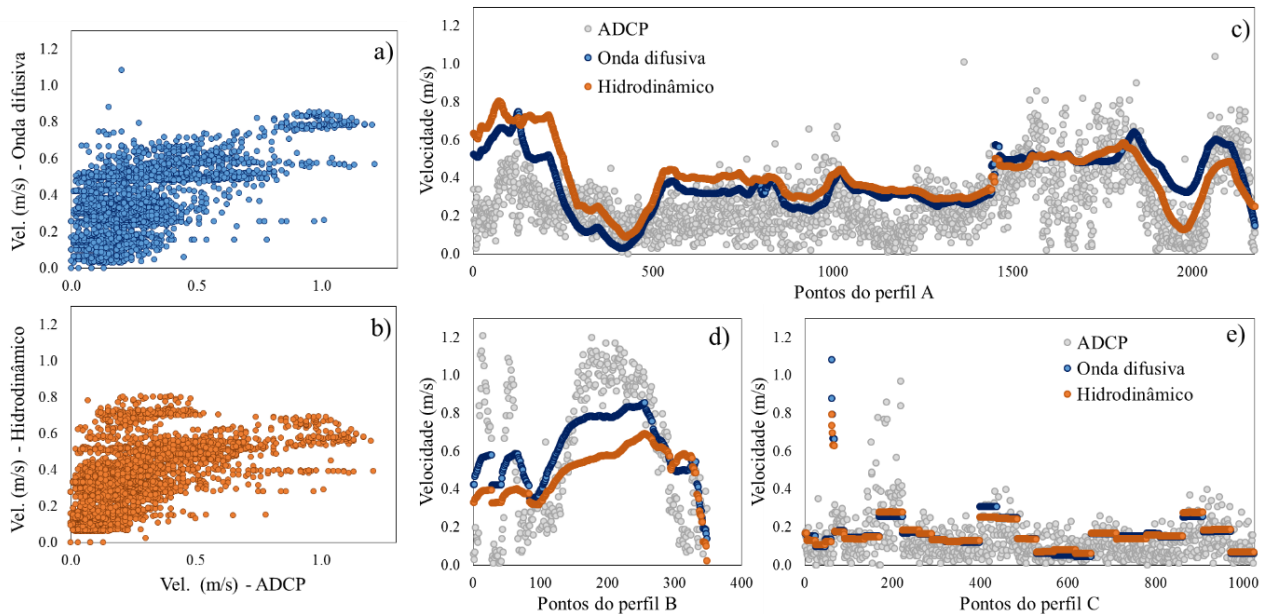 a)
Vel. (m/s) - Onda difusiva
1.2
1.0
0.8
0.6
0.4
0.2
0.0
0.0 0.5 1.0
b)
Vel. (m/s) - Hidrodinâmico
1.2
1.0
0.8
0.6
0.4
0.2
0.0
0.0 0.5 1.0
Vel. (m/s) - ADCP
c)
ADCP
Onda difusiva
Hidrodinâmico
Velocidade (m/s)
1.2
1.0
0.8
0.6
0.4
0.2
0.0
0 500 1000 1500 2000
Pontos do perfil A
d)
Velocidade (m/s)
1.2
1.0
0.8
0.6
0.4
0.2
0.0
0 100 200 300 400
Pontos do perfil B
e)
ADCP
Onda difusiva
Hidrodinâmico
Velocidade (m/s)
1.2
1.0
0.8
0.6
0.4
0.2
0.0
0 200 400 600 800 1000
Pontos do perfil C